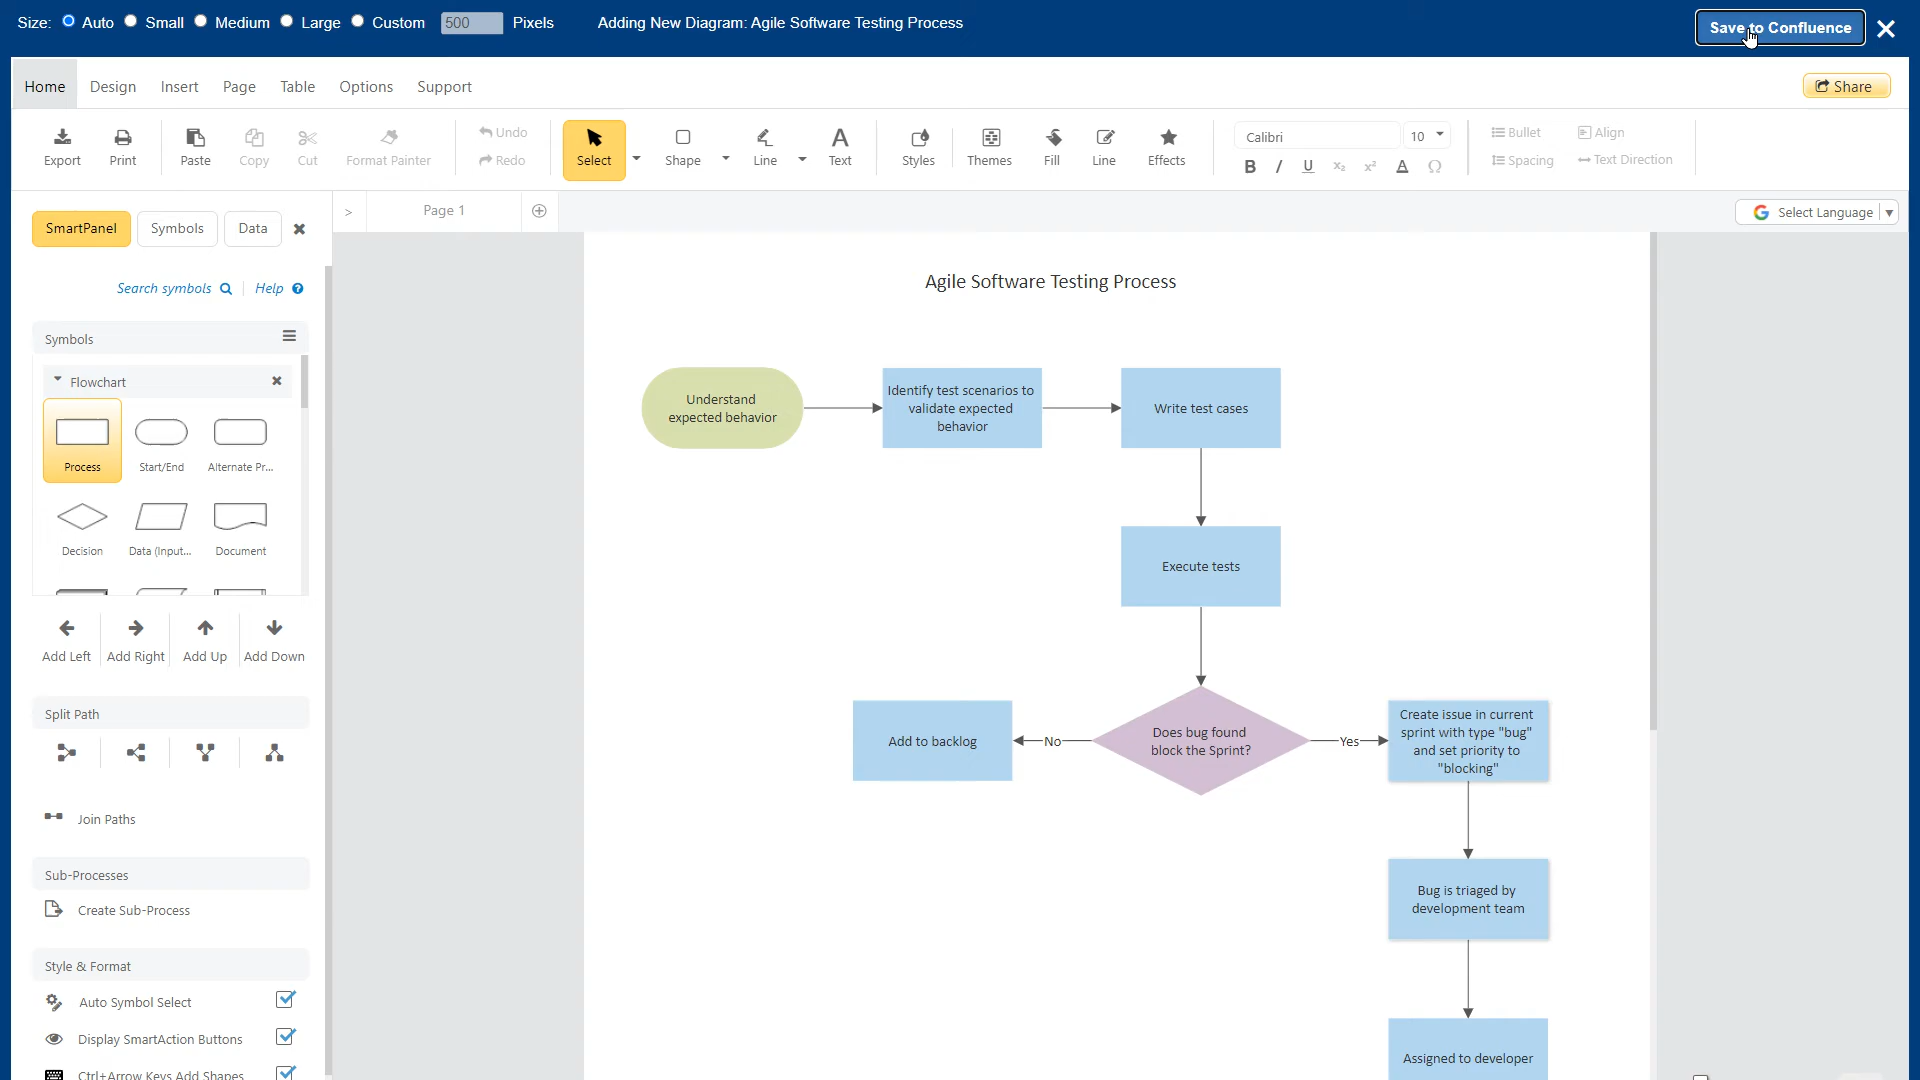 Size: Auto Small Medium Large Custom 500 Pixels Adding New Diagram: Agile Software Testing Process Save to Confluence
Home Design Insert Page Table Options Support Share
Export Print Paste Copy Cut Format Painter Undo Redo Select Shape Line Text Styles Themes Fill Line Effects
Calibri 10
B I U x₂ x² A Ω
Bullet Align
Spacing Text Direction
SmartPanel Symbols Data
> Page 1
Select Language
Search symbols Help
Symbols
Flowchart
Process Start/End Alternate Pr...
Decision Data (Input... Document
Add Left Add Right Add Up Add Down
Split Path
Join Paths
Sub-Processes
Create Sub-Process
Style & Format
Auto Symbol Select
Display SmartAction Buttons
Ctrl+Arrow Keys Add Shapes
Agile Software Testing Process
Understand
expected behavior
Identify test scenarios to
validate expected
behavior
Write test cases
Execute tests
Does bug found
block the Sprint?
No
Add to backlog
Yes
Create issue in current
sprint with type "bug"
and set priority to
"blocking"
Bug is triaged by
development team
Assigned to developer